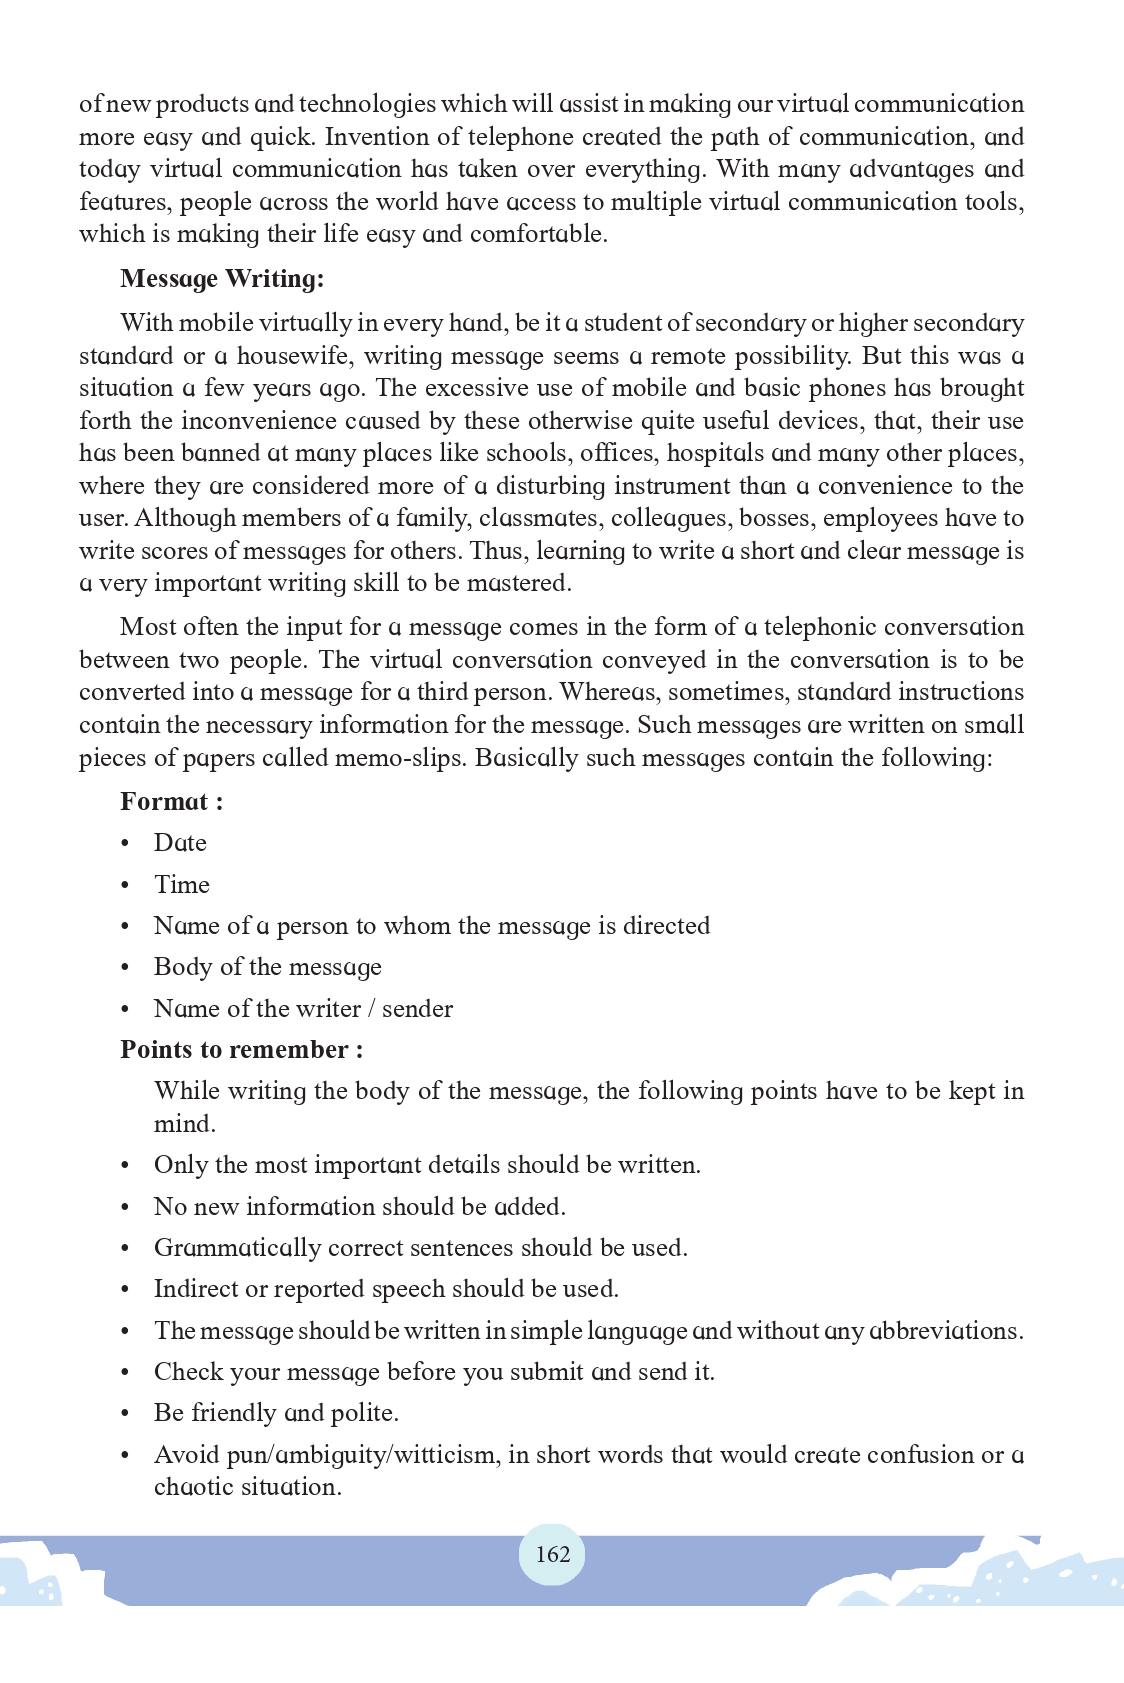 of new products and technologies which will assist in making our virtual communication
more easy and quick. Invention of telephone created the path of communication, and
today virtual communication has taken over everything. With many advantages and
features, people across the world have access to multiple virtual communication tools,
which is making their life easy and comfortable.
Message Writing:
With mobile virtually in every hand, be it a student of secondary or higher secondary
standard or a housewife, writing message seems a remote possibility. But this was a
situation a few years ago. The excessive use of mobile and basic phones has brought
forth the inconvenience caused by these otherwise quite useful devices, that, their use
has been banned at many places like schools, offices, hospitals and many other places,
where they are considered more of a disturbing instrument than a convenience to the
user. Although members of a family, classmates, colleagues, bosses, employees have to
write scores of messages for others. Thus, learning to write a short and clear message is
a very important writing skill to be mastered.
Most often the input for a message comes in the form of a telephonic conversation
between two people. The virtual conversation conveyed in the conversation is to be
converted into a message for a third person. Whereas, sometimes, standard instructions
contain the necessary information for the message. Such messages are written on small
pieces of papers called memo-slips. Basically such messages contain the following:
Format :
• Date
• Time
• Name of a person to whom the message is directed
• Body of the message
• Name of the writer / sender
Points to remember :
While writing the body of the message, the following points have to be kept in
mind.
• Only the most important details should be written.
• No new information should be added.
• Grammatically correct sentences should be used.
• Indirect or reported speech should be used.
• The message should be written in simple language and without any abbreviations.
• Check your message before you submit and send it.
• Be friendly and polite.
• Avoid pun/ambiguity/witticism, in short words that would create confusion or a
chaotic situation.
162